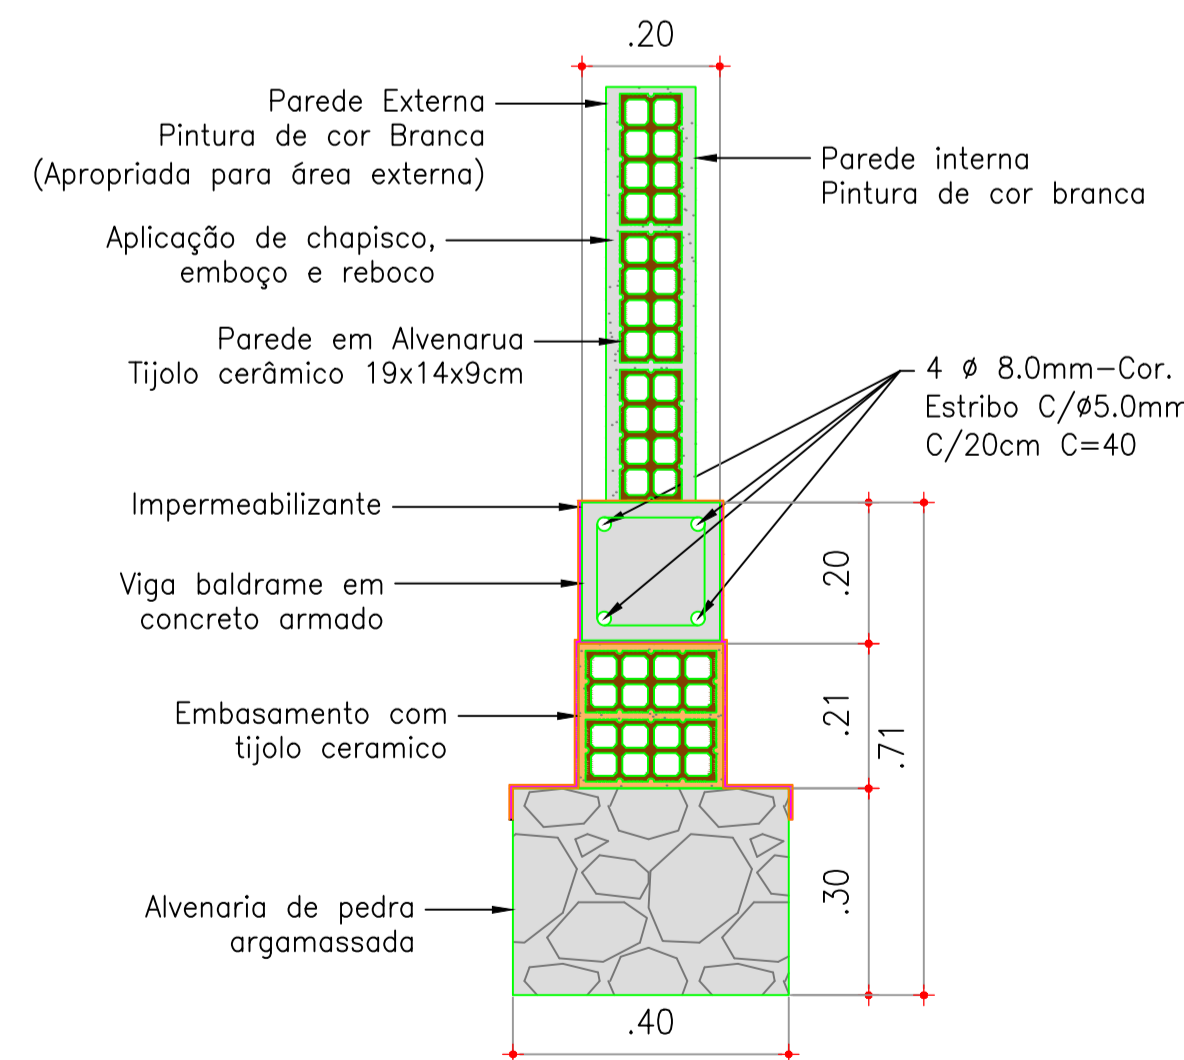 .20
Parede Externa
Pintura de cor Branca
(Apropriada para área externa)
Parede interna
Pintura de cor branca
Aplicação de chapisco,
emboço e reboco
Parede em Alvenarua
Tijolo cerâmico 19x14x9cm
4 ø 8.0mm-Cor.
Estribo C/ø5.0mm
C/20cm C=40
Impermeabilizante
Viga baldrame em
concreto armado
.20
Embasamento com
tijolo ceramico
.21
.71
Alvenaria de pedra
argamassada
.30
.40